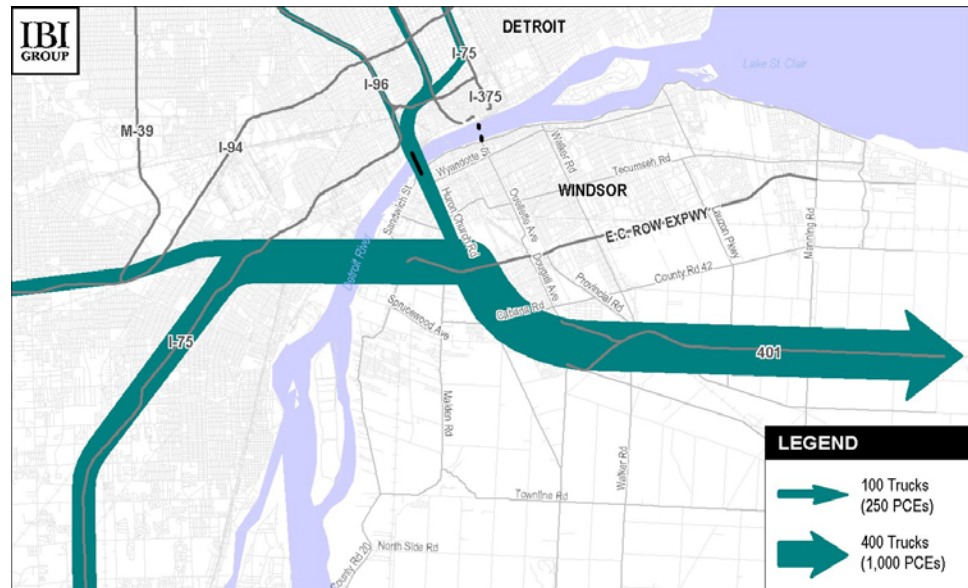 IBI
GROUP
DETROIT
I-75
I-96
I-375
Lake St. Clair
M-39
I-94
Wyandotte St
Walker Rd
Tecumseh Rd
WINDSOR
Sandwich St
Huron Church Rd
Ouellette Ave
E.C. ROW EXPWY
Lauzon Pkwy
Manning Rd
Detroit River
Dougall Ave
County Rd 42
Provincial Rd
Cabana Rd
Sprucewood Ave
I-75
401
Malden Rd
Walker Rd
Townline Rd
North Side Rd
County Rd 20
LEGEND
100 Trucks
(250 PCEs)
400 Trucks
(1,000 PCEs)